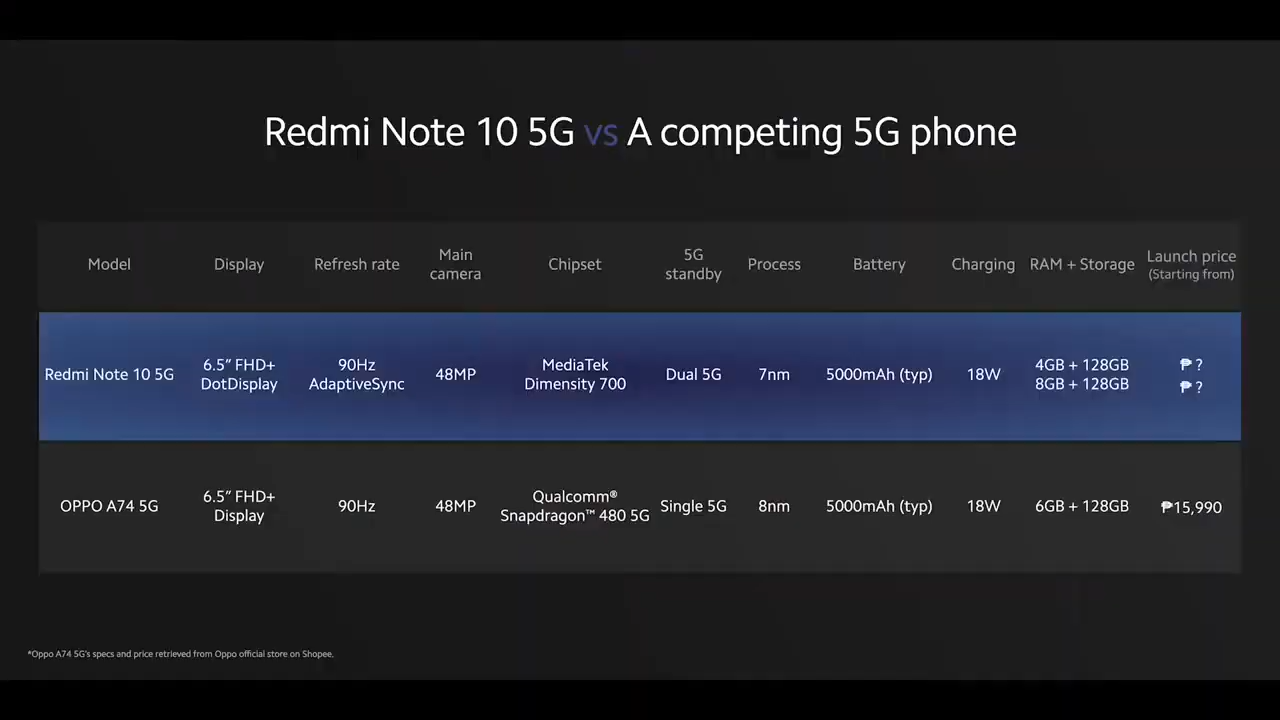 Redmi Note 10 5G vs A competing 5G phone
Model
Display
Refresh rate
Main
camera
Chipset
5G
standby
Process
Battery
Charging
RAM + Storage
Launch price
(Starting from)
Redmi Note 10 5G
6.5” FHD+
DotDisplay
90Hz
AdaptiveSync
48MP
MediaTek
Dimensity 700
Dual 5G
7nm
5000mAh (typ)
18W
4GB + 128GB
8GB + 128GB
₱ ?
₱ ?
OPPO A74 5G
6.5” FHD+
Display
90Hz
48MP
Qualcomm®
Snapdragon™ 480 5G
Single 5G
8nm
5000mAh (typ)
18W
6GB + 128GB
₱15,990
*Oppo A74 5G's specs and price retrieved from Oppo official store on Shopee.